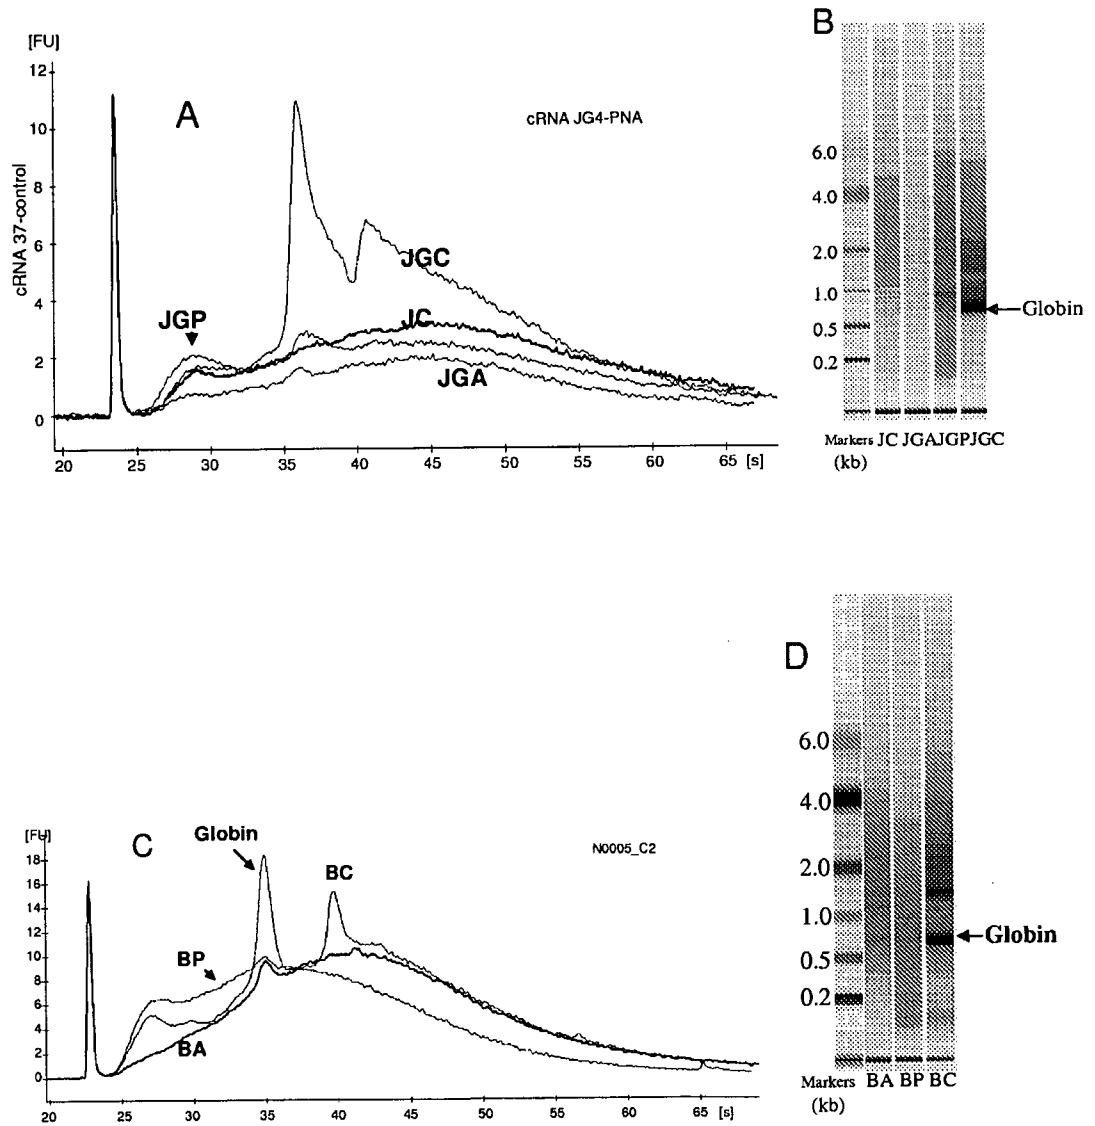 [FU]
A
cRNA JG4-PNA
cRNA 37-control
12
10
8
6
4
2
0
JGC
JGP
JC
JGA
20 25 30 35 40 45 50 55 60 65 [s]
B
6.0
4.0
2.0
1.0
0.5
0.2
Globin
Markers JC JGA JGP JGC
(kb)
[FU]
C
Globin
N0005_C2
BC
BP
BA
18
16
14
12
10
8
6
4
2
0
20 25 30 35 40 45 50 55 60 65 [s]
D
6.0
4.0
2.0
1.0
0.5
0.2
Globin
Markers BA BP BC
(kb)